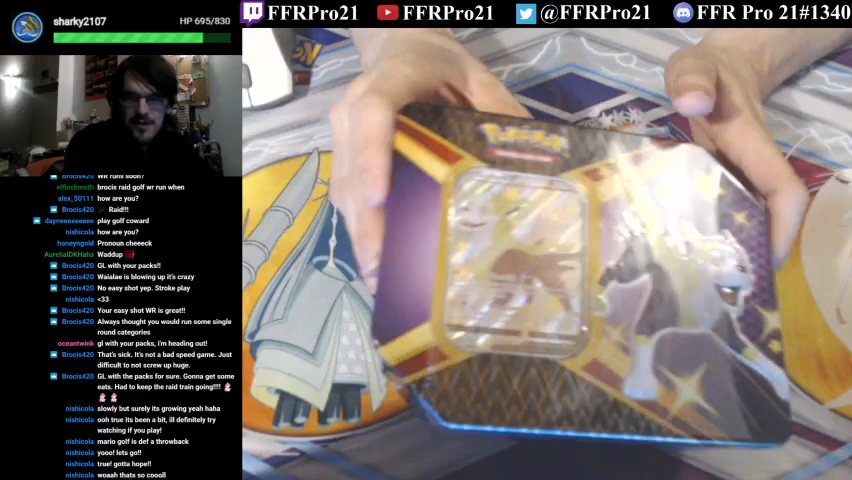 sharky2107 HP 695/830
FFRPro21 FFRPro21 @FFRPro21 FFR Pro 21#1340
Brocis420 WR runs soon?
elfiockmoth brocis raid golf wr run when
alex_50111 how are you?
Brocis420 Raid!!!
dayneeeeeeeee play golf coward
nishicola how are you?
honeyngold Pronoun cheeeck
AureliaIDKHaha Waddup
Brocis420 GL with your packs!!
Brocis420 Waialae is blowing up it's crazy
Brocis420 No easy shot yep. Stroke play
nishicola <33
Brocis420 Your easy shot WR is great!!
Brocis420 Always thought you would run some single
round categories
oceantwink gl with your packs, i'm heading out!
Brocis420 That's sick. It's not a bad speed game. Just
difficult to not screw up huge.
Brocis420 GL with the packs for sure. Gonna get some
eats. Had to keep the raid train going!!!!
nishicola slowly but surely its growing yeah haha
nishicola ooh true its been a bit, ill definitely try
watching if you play!
nishicola mario golf is def a throwback
nishicola yooo! lets go!!
nishicola true! gotta hope!!
nishicola woaah thats so coooll
Pokémon